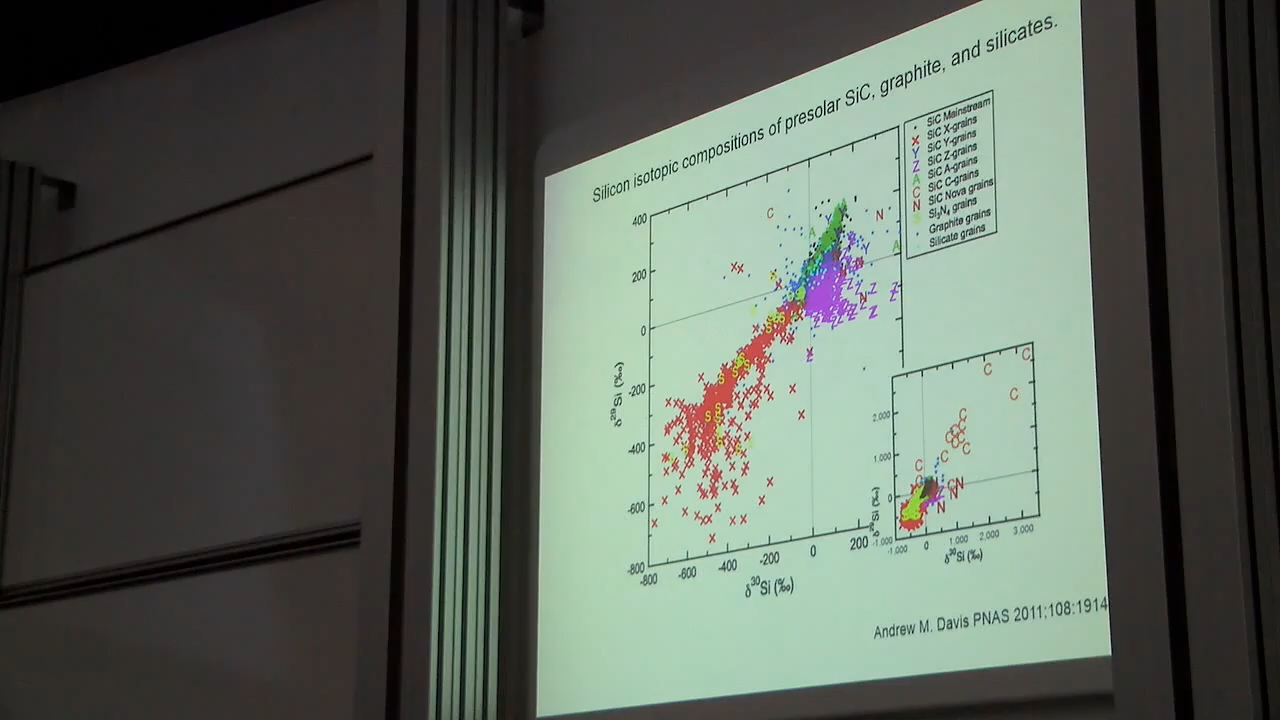 Silicon isotopic compositions of presolar SiC, graphite, and silicates.
SiC Mainstream
SiC X-grains
SiC Y-grains
SiC Z-grains
SiC A-grains
SiC C-grains
SiC Nova grains
Si₃N₄ grains
Graphite grains
Silicate grains
400
200
0
-200
-400
-600
-800
δ²⁹Si (‰)
-800 -600 -400 -200 0 200
δ³⁰Si (‰)
2,000
1,000
0
-1,000
δ²⁹Si (‰)
-1,000 0 1,000 2,000 3,000
δ³⁰Si (‰)
Andrew M. Davis PNAS 2011;108:1914